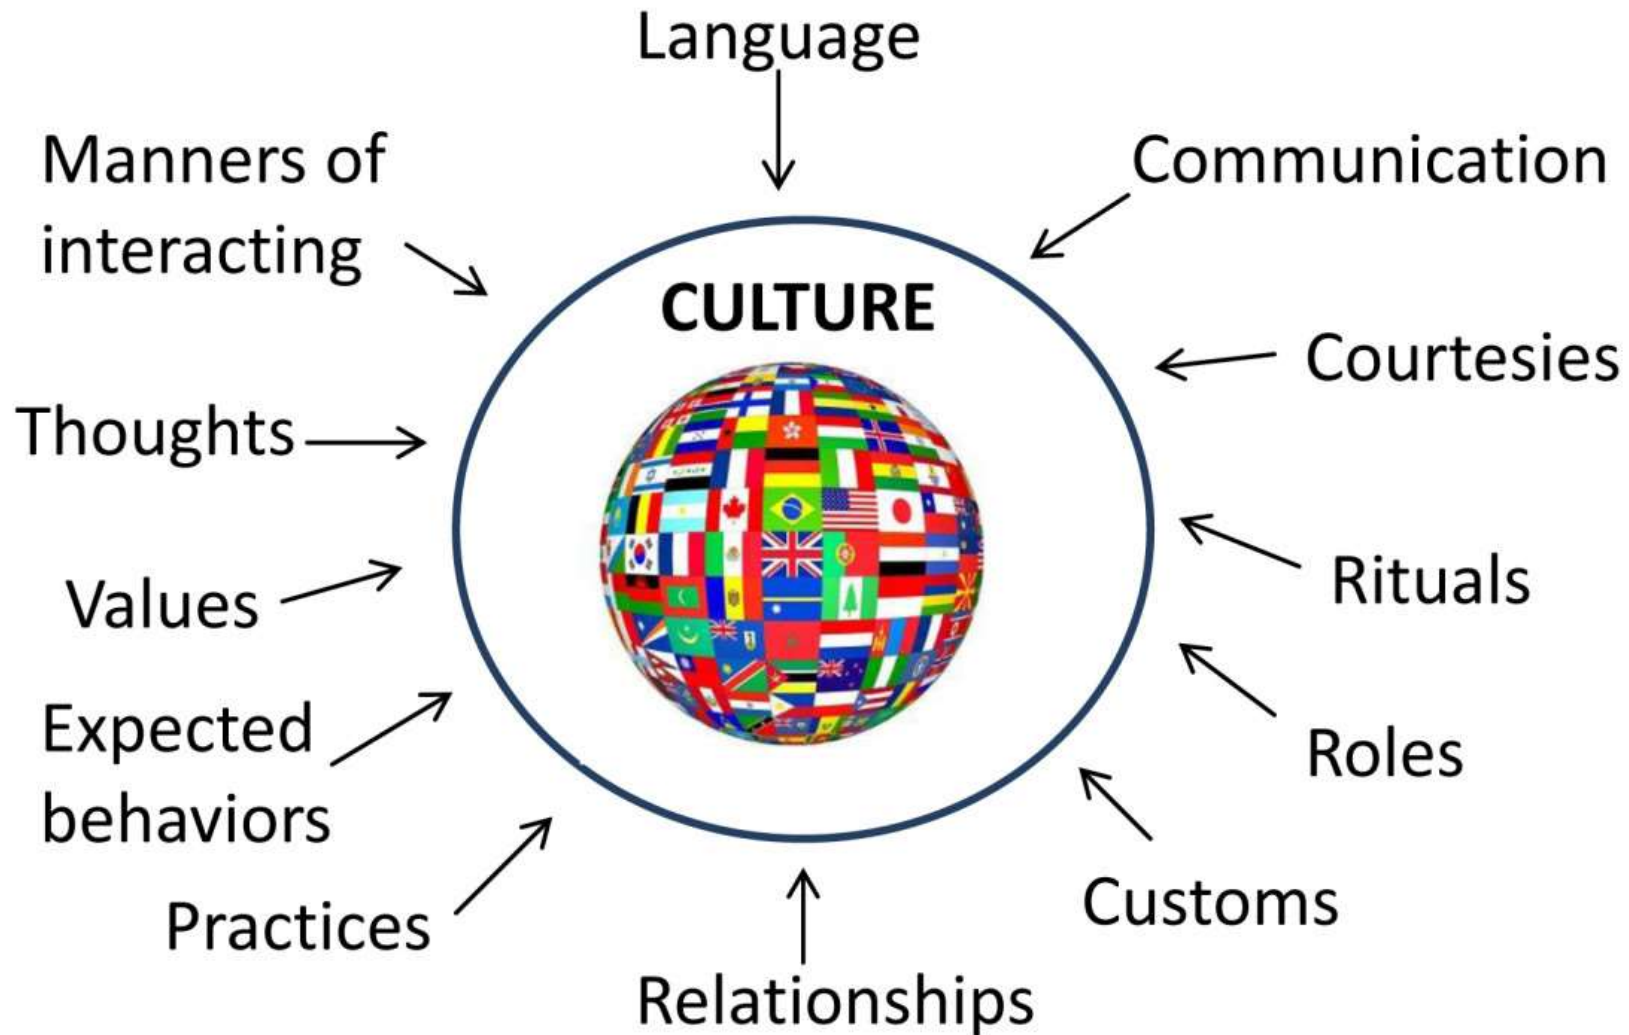 Language
Manners of
interacting
Communication
CULTURE
Courtesies
Thoughts
Values
Rituals
Expected
behaviors
Roles
Practices
Customs
Relationships